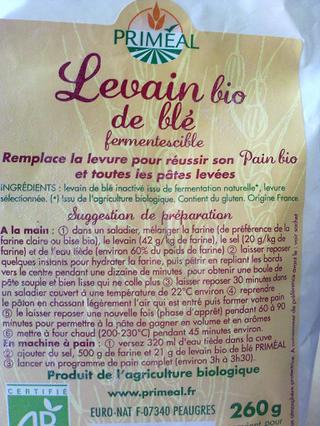 PRIMÉAL
Levain bio
de blé
fermentescible
Remplace la levure pour réussir son Pain bio
et toutes les pâtes levées
INGRÉDIENTS : levain de blé inactivé issu de fermentation naturelle*, levure
sélectionnée. (*) Issu de l'agriculture biologique. Contient du gluten. Origine France.
Suggestion de préparation
A la main : ① dans un saladier, mélanger la farine (de préférence de la
farine claire ou bise bio), le levain (42 g/kg de farine), le sel (20 g/kg de
farine) et de l'eau tiède (environ 60% du poids de farine) ② laisser reposer
quelques instants pour hydrater la farine, puis pétrir en repliant les bords
vers le centre pendant une dizaine de minutes pour obtenir une boule de
pâte souple et bien lisse qui ne colle plus ③ laisser reposer 30 minutes dans
un saladier couvert à une température de 22°C environ ④ reprendre
le pâton en chassant légèrement l'air qui est entré puis former votre pain
⑤ le laisser reposer une nouvelle fois (phase d'apprêt) pendant 60 à 90
minutes pour permettre à la pâte de gagner en volume et en arômes
⑥ mettre à four chaud (200-230°C) pendant 45 minutes environ.
En machine à pain : ① versez 320 ml d'eau tiède dans la cuve
② ajouter du sel, 500 g de farine et 21 g de levain bio de blé PRIMÉAL
③ lancer un programme de pain complet (environ 3h à 3h30).
Produit de l'agriculture biologique
www.primeal.fr
EURO-NAT F-07340 PEAUGRES 260g
CERTIFIÉ
AB